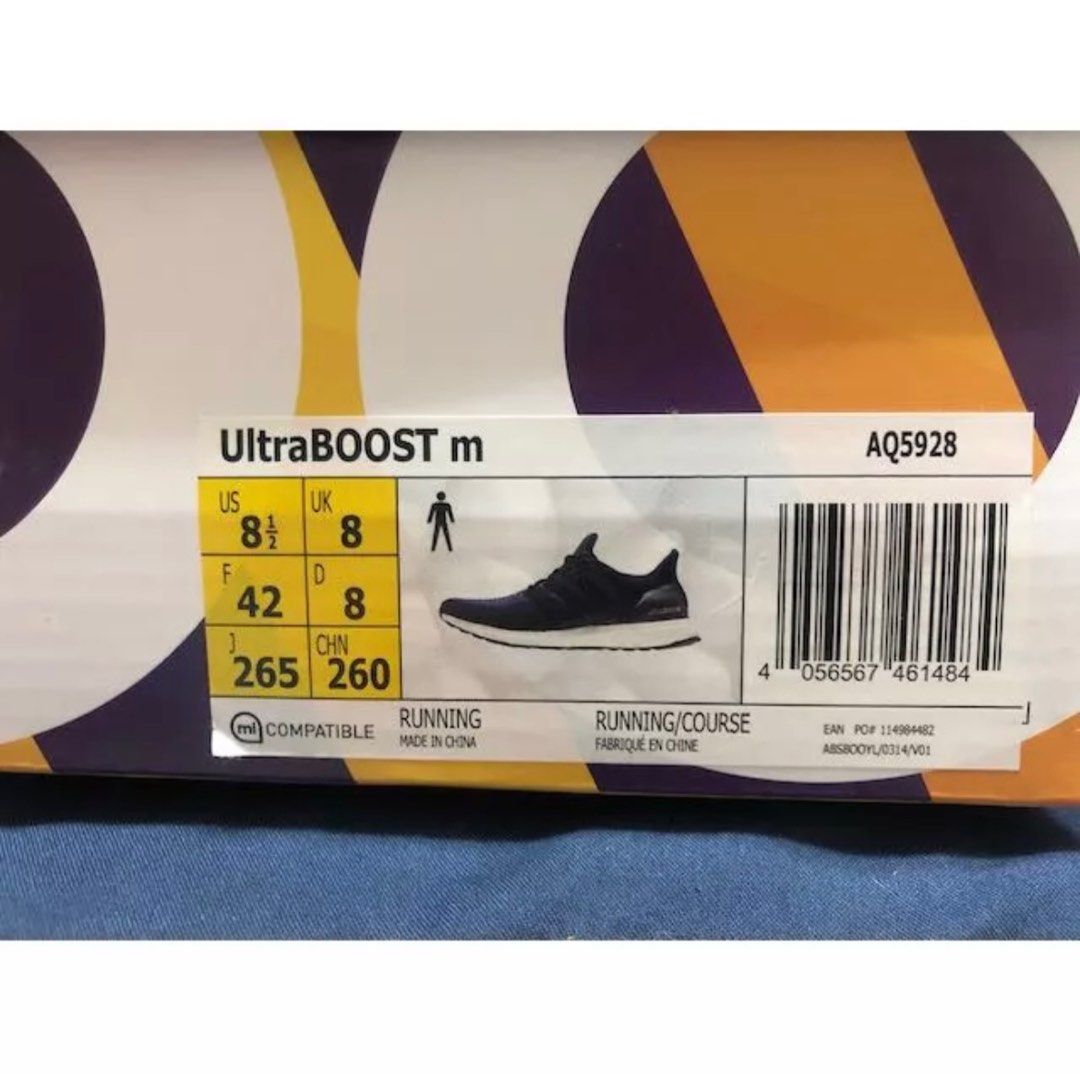 UltraBOOST m AQ5928
US 8½ UK 8
F 42 D 8
J 265 CHN 260
4 056567 461484
mi COMPATIBLE
RUNNING
MADE IN CHINA
RUNNING/COURSE
FABRIQUÉ EN CHINE
EAN PO# 114984482
ABSBOOYL/0314/V01